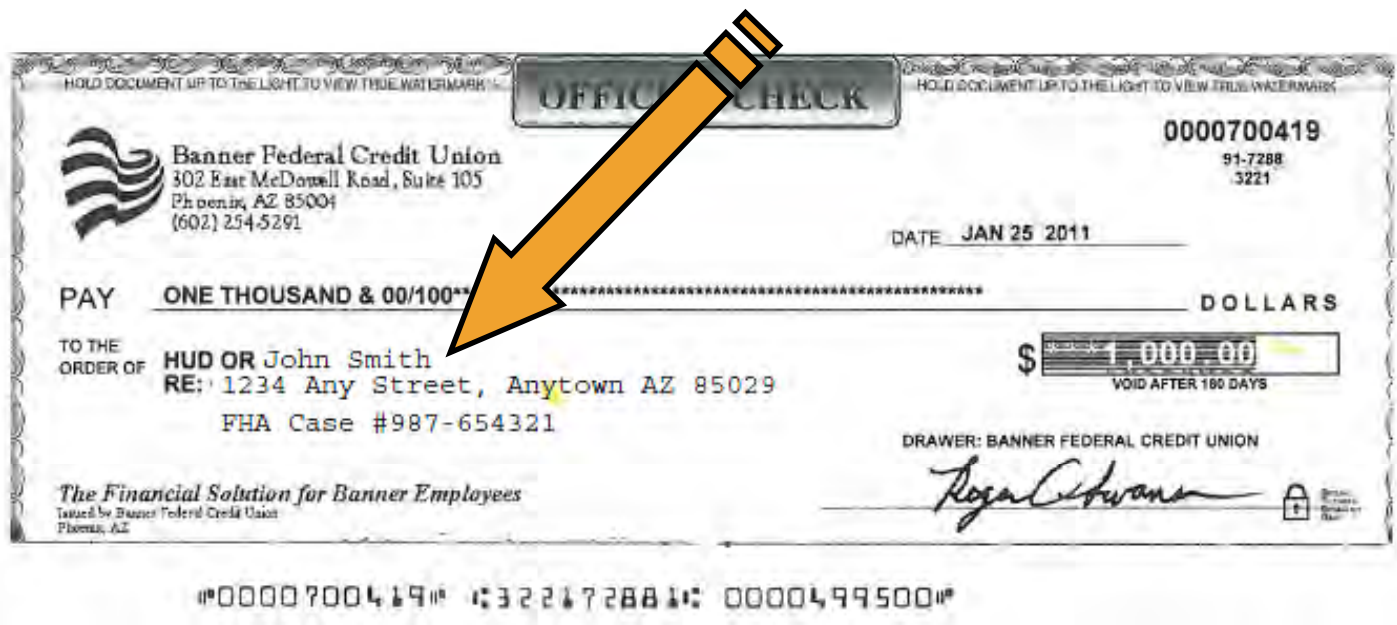 HOLD DOCUMENT UP TO THE LIGHT TO VIEW TRUE WATERMARK
OFFIC CHECK
HOLD DOCUMENT UP TO THE LIGHT TO VIEW TRUE WATERMARK
0000700419
91-7288
3221
Banner Federal Credit Union
302 East McDowell Road, Suite 105
Phoenix, AZ 85004
(602) 254-5291
DATE JAN 25 2011
PAY ONE THOUSAND & 00/100*****************************************************
DOLLARS
TO THE
ORDER OF
HUD OR John Smith
RE: 1234 Any Street, Anytown AZ 85029
FHA Case #987-654321
$ 1,000.00
VOID AFTER 180 DAYS
DRAWER: BANNER FEDERAL CREDIT UNION
The Financial Solution for Banner Employees
Issued by Banner Federal Credit Union
Phoenix, AZ
⑈0000700419⑈ ⑆322172881⑆ 0000499500⑈